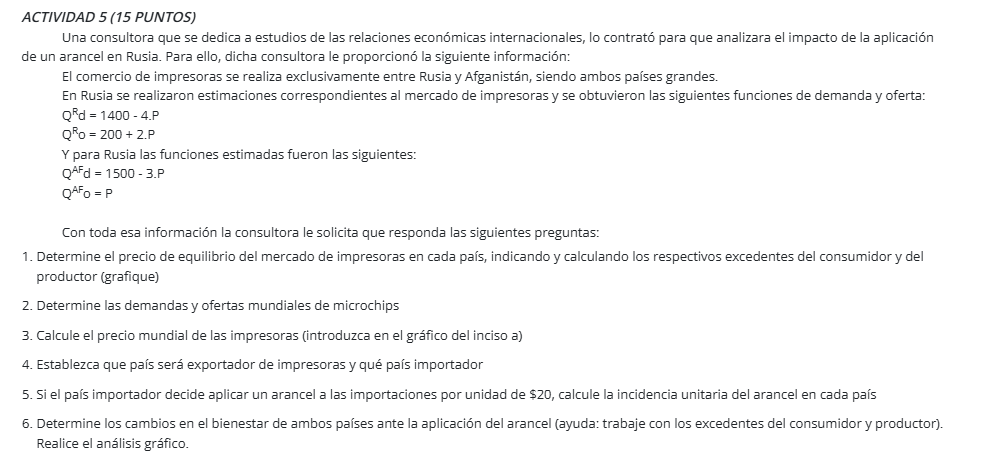 ACTIVIDAD 5 (15 PUNTOS)
Una consultora que se dedica a estudios de las relaciones económicas internacionales, lo contrató para que analizara el impacto de la aplicación
de un arancel en Rusia. Para ello, dicha consultora le proporcionó la siguiente información:
El comercio de impresoras se realiza exclusivamente entre Rusia y Afganistán, siendo ambos países grandes.
En Rusia se realizaron estimaciones correspondientes al mercado de impresoras y se obtuvieron las siguientes funciones de demanda y oferta:
Qᴿd = 1400 - 4.P
Qᴿo = 200 + 2.P
Y para Rusia las funciones estimadas fueron las siguientes:
Q^AFd = 1500 - 3.P
Q^AFo = P
Con toda esa información la consultora le solicita que responda las siguientes preguntas:
1. Determine el precio de equilibrio del mercado de impresoras en cada país, indicando y calculando los respectivos excedentes del consumidor y del
productor (grafique)
2. Determine las demandas y ofertas mundiales de microchips
3. Calcule el precio mundial de las impresoras (introduzca en el gráfico del inciso a)
4. Establezca que país será exportador de impresoras y qué país importador
5. Si el país importador decide aplicar un arancel a las importaciones por unidad de $20, calcule la incidencia unitaria del arancel en cada país
6. Determine los cambios en el bienestar de ambos países ante la aplicación del arancel (ayuda: trabaje con los excedentes del consumidor y productor).
Realice el análisis gráfico.